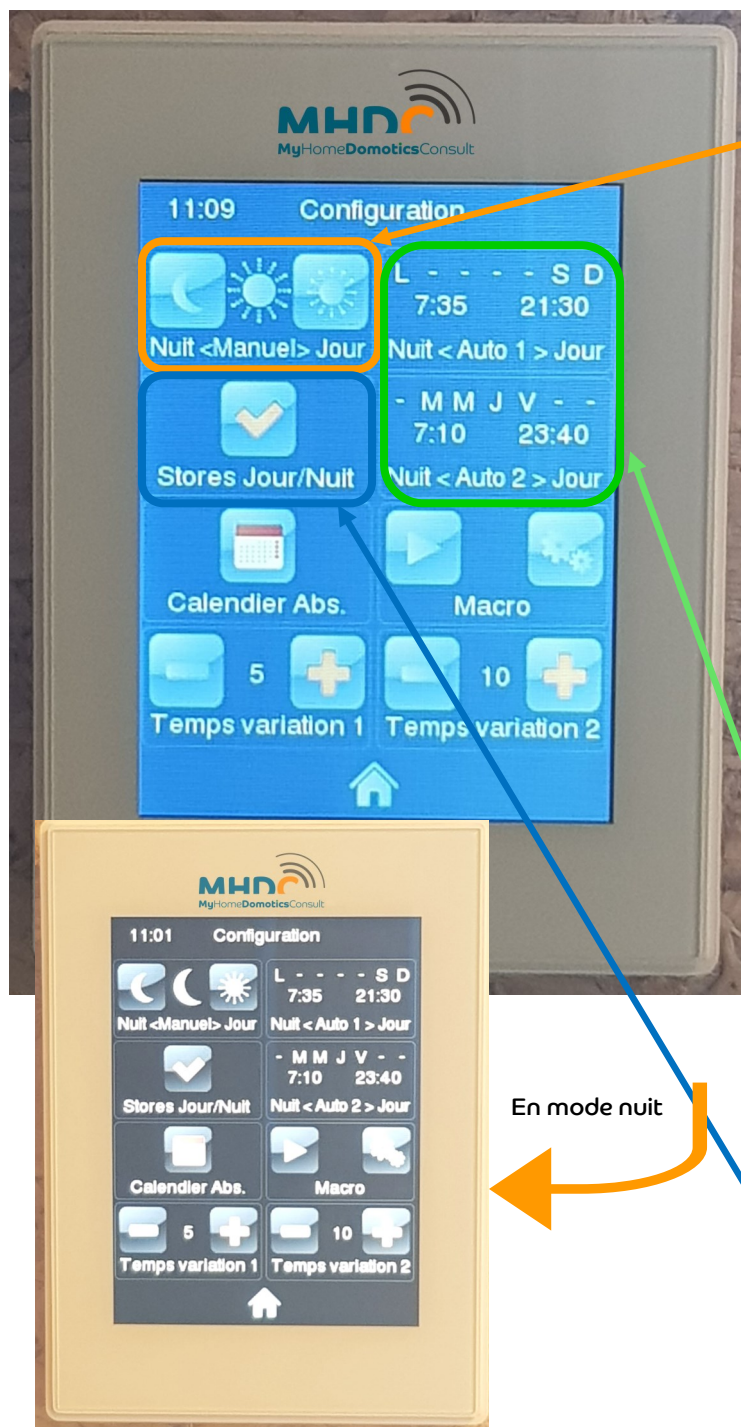 MHDC
MyHomeDomoticsConsult
11:09 Configuration
L - - - - S D
7:35 21:30
Nuit <Manuel> Jour
Nuit < Auto 1 > Jour
- M M J V - -
7:10 23:40
Stores Jour/Nuit
Nuit < Auto 2 > Jour
Calendier Abs.
Macro
5
10
Temps variation 1
Temps variation 2
MHDC
MyHomeDomoticsConsult
11:01 Configuration
L - - - - S D
7:35 21:30
Nuit <Manuel> Jour
Nuit < Auto 1 > Jour
- M M J V - -
7:10 23:40
Stores Jour/Nuit
Nuit < Auto 2 > Jour
En mode nuit
Calendier Abs.
Macro
5
10
Temps variation 1
Temps variation 2